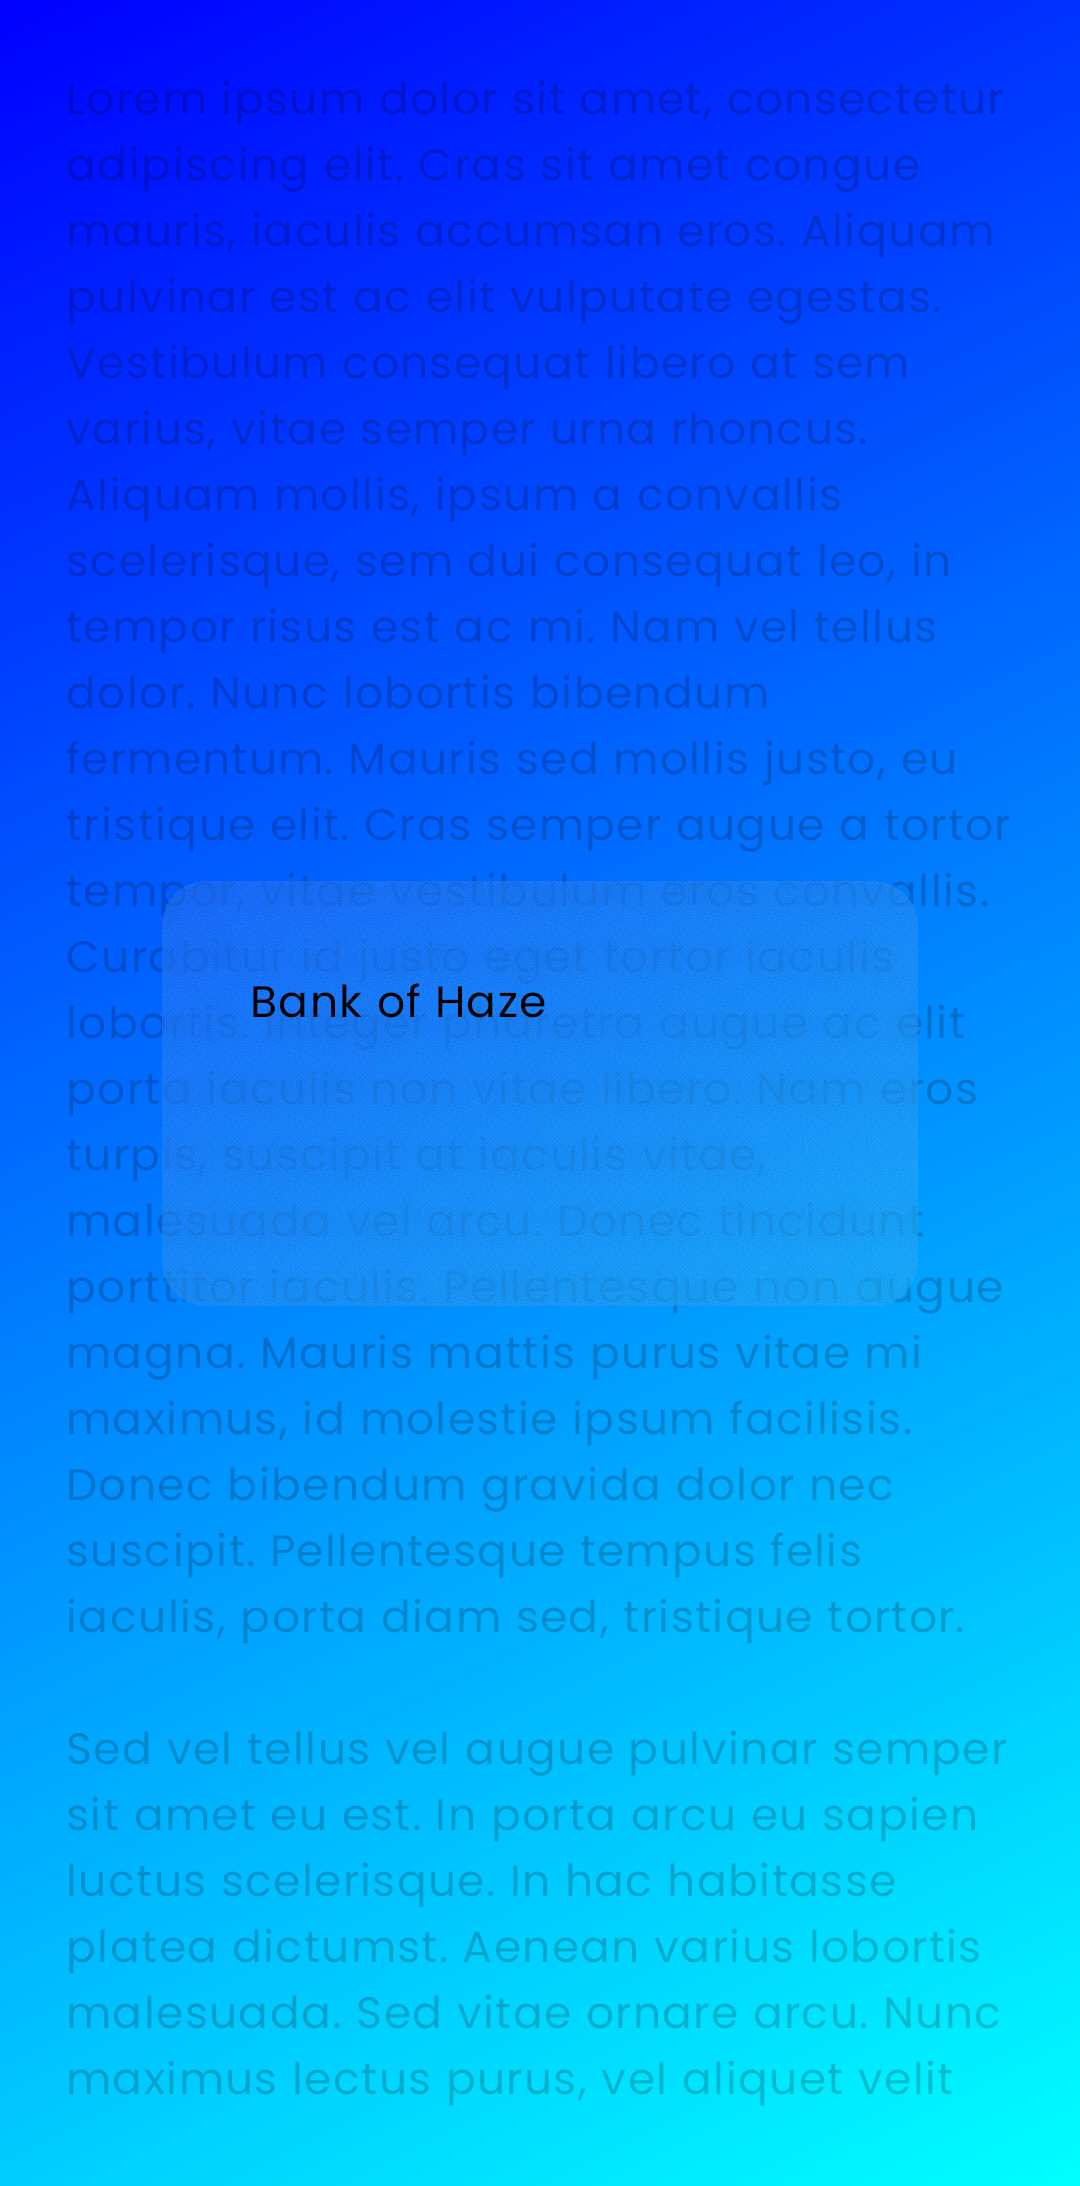 Lorem ipsum dolor sit amet, consectetur
adipiscing elit. Cras sit amet congue
mauris, iaculis accumsan eros. Aliquam
pulvinar est ac elit vulputate egestas.
Vestibulum consequat libero at sem
varius, vitae semper urna rhoncus.
Aliquam mollis, ipsum a convallis
scelerisque, sem dui consequat leo, in
tempor risus est ac mi. Nam vel tellus
dolor. Nunc lobortis bibendum
fermentum. Mauris sed mollis justo, eu
tristique elit. Cras semper augue a tortor
tempor, vitae vestibulum eros convallis.
Curabitur id justo eget tortor iaculis
Bank of Haze
lobortis. Integer pharetra augue ac elit
porta iaculis non vitae libero. Nam eros
turpis, suscipit at iaculis vitae,
malesuada vel arcu. Donec tincidunt
porttitor iaculis. Pellentesque non augue
magna. Mauris mattis purus vitae mi
maximus, id molestie ipsum facilisis.
Donec bibendum gravida dolor nec
suscipit. Pellentesque tempus felis
iaculis, porta diam sed, tristique tortor.
Sed vel tellus vel augue pulvinar semper
sit amet eu est. In porta arcu eu sapien
luctus scelerisque. In hac habitasse
platea dictumst. Aenean varius lobortis
malesuada. Sed vitae ornare arcu. Nunc
maximus lectus purus, vel aliquet velit